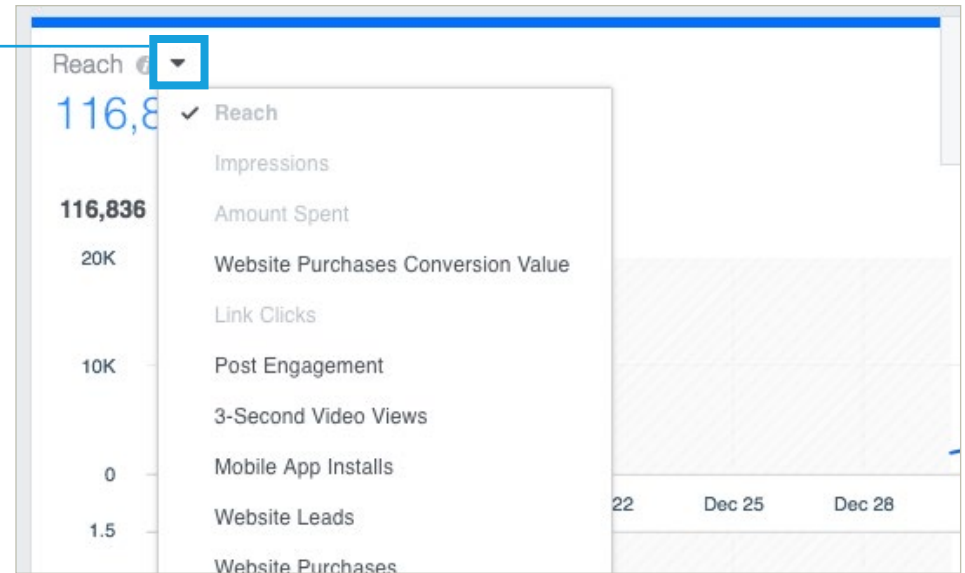 Reach
116,8
Reach
Impressions
116,836
Amount Spent
20K
Website Purchases Conversion Value
Link Clicks
10K
Post Engagement
3-Second Video Views
0
Mobile App Installs
22 Dec 25 Dec 28
Website Leads
1.5
Website Purchases